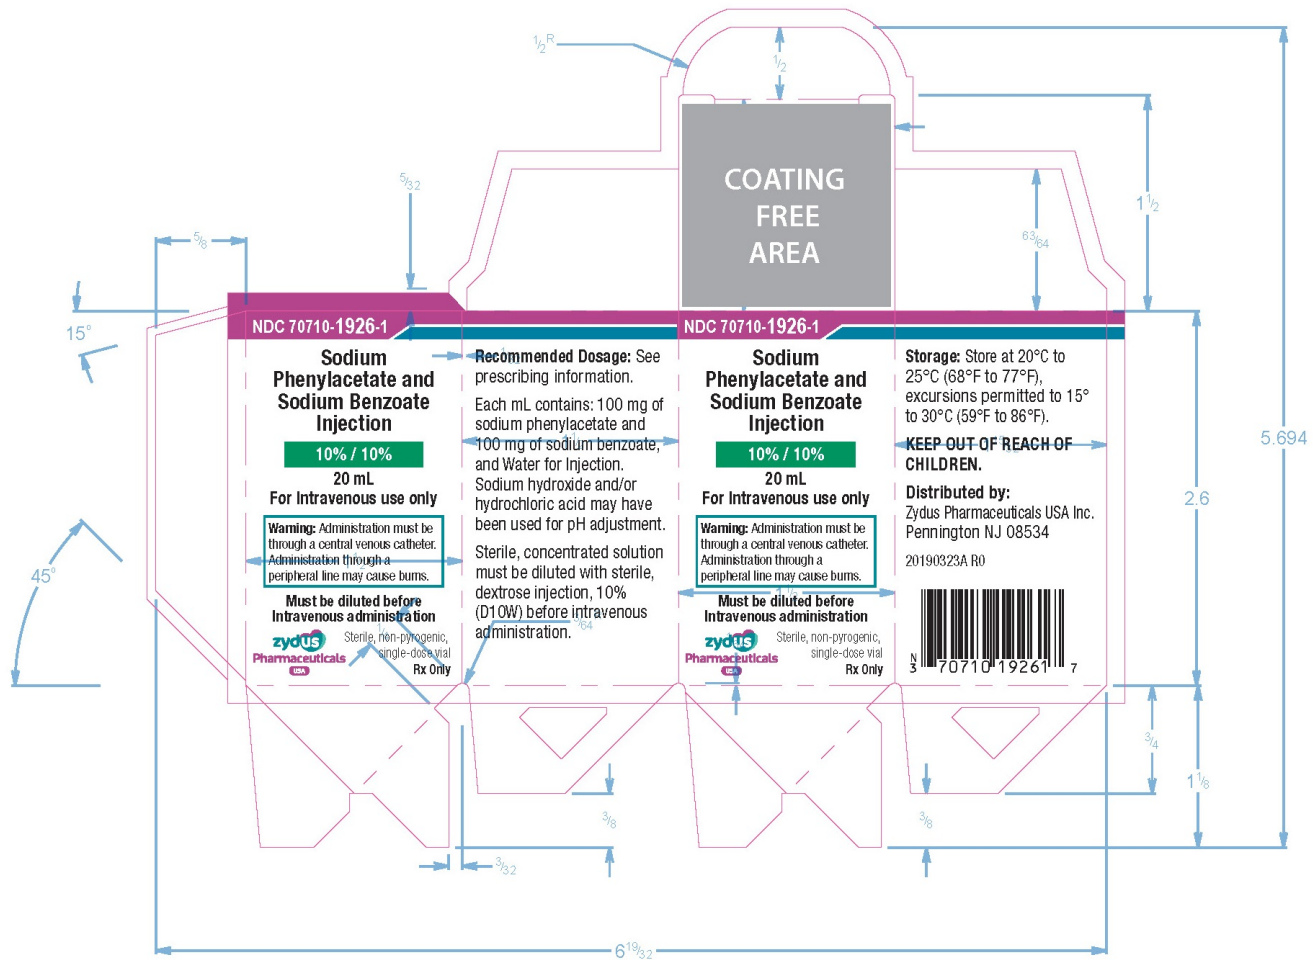 1/2 R
1/2
COATING
FREE
AREA
5/32
5/8
63/64
1 1/2
15°
NDC 70710-1926-1
Sodium
Phenylacetate and
Sodium Benzoate
Injection
10% / 10%
20 mL
For Intravenous use only
Warning: Administration must be
through a central venous catheter.
Administration through a
peripheral line may cause burns.
Must be diluted before
Intravenous administration
zydus
Pharmaceuticals
USA
Sterile, non-pyrogenic,
single-dose vial
Rx Only
Recommended Dosage: See
prescribing information.
Each mL contains: 100 mg of
sodium phenylacetate and
100 mg of sodium benzoate,
and Water for Injection.
Sodium hydroxide and/or
hydrochloric acid may have
been used for pH adjustment.
Sterile, concentrated solution
must be diluted with sterile,
dextrose injection, 10%
(D10W) before intravenous
administration.
NDC 70710-1926-1
Sodium
Phenylacetate and
Sodium Benzoate
Injection
10% / 10%
20 mL
For Intravenous use only
Warning: Administration must be
through a central venous catheter.
Administration through a
peripheral line may cause burns.
1 1/2
Must be diluted before
Intravenous administration
zydus
Pharmaceuticals
USA
Sterile, non-pyrogenic,
single-dose vial
Rx Only
Storage: Store at 20°C to
25°C (68°F to 77°F),
excursions permitted to 15°
to 30°C (59°F to 86°F).
KEEP OUT OF REACH OF
CHILDREN.
Distributed by:
Zydus Pharmaceuticals USA Inc.
Pennington NJ 08534
20190323A R0
N
3 70710 19261 7
5.694
2.6
45°
3/4
1 1/8
3/8
3/8
3/32
6 19/32